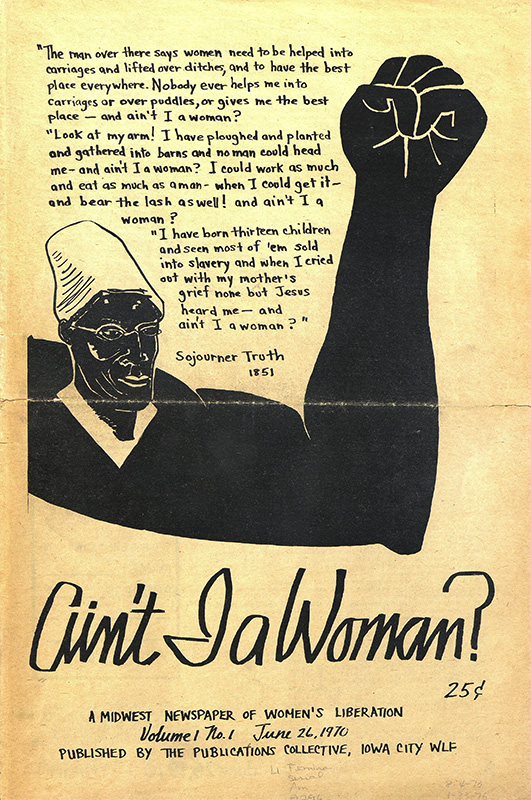 "The man over there says women need to be helped into
carriages and lifted over ditches, and to have the best
place everywhere. Nobody ever helps me into
carriages or over puddles, or gives me the best
place — and ain't I a woman?
"Look at my arm! I have ploughed and planted
and gathered into barns and no man could head
me - and ain't I a woman? I could work as much
and eat as much as a man - when I could get it -
and bear the lash as well! and ain't I a
woman?
"I have born thirteen children
and seen most of 'em sold
into slavery and when I cried
out with my mother's
grief none but Jesus
heard me — and
ain't I a woman?"
Sojourner Truth
1851
Ain't I a Woman?
25¢
A MIDWEST NEWSPAPER OF WOMEN'S LIBERATION
Volume 1 No. 1 June 26, 1970
PUBLISHED BY THE PUBLICATIONS COLLECTIVE, IOWA CITY WLF